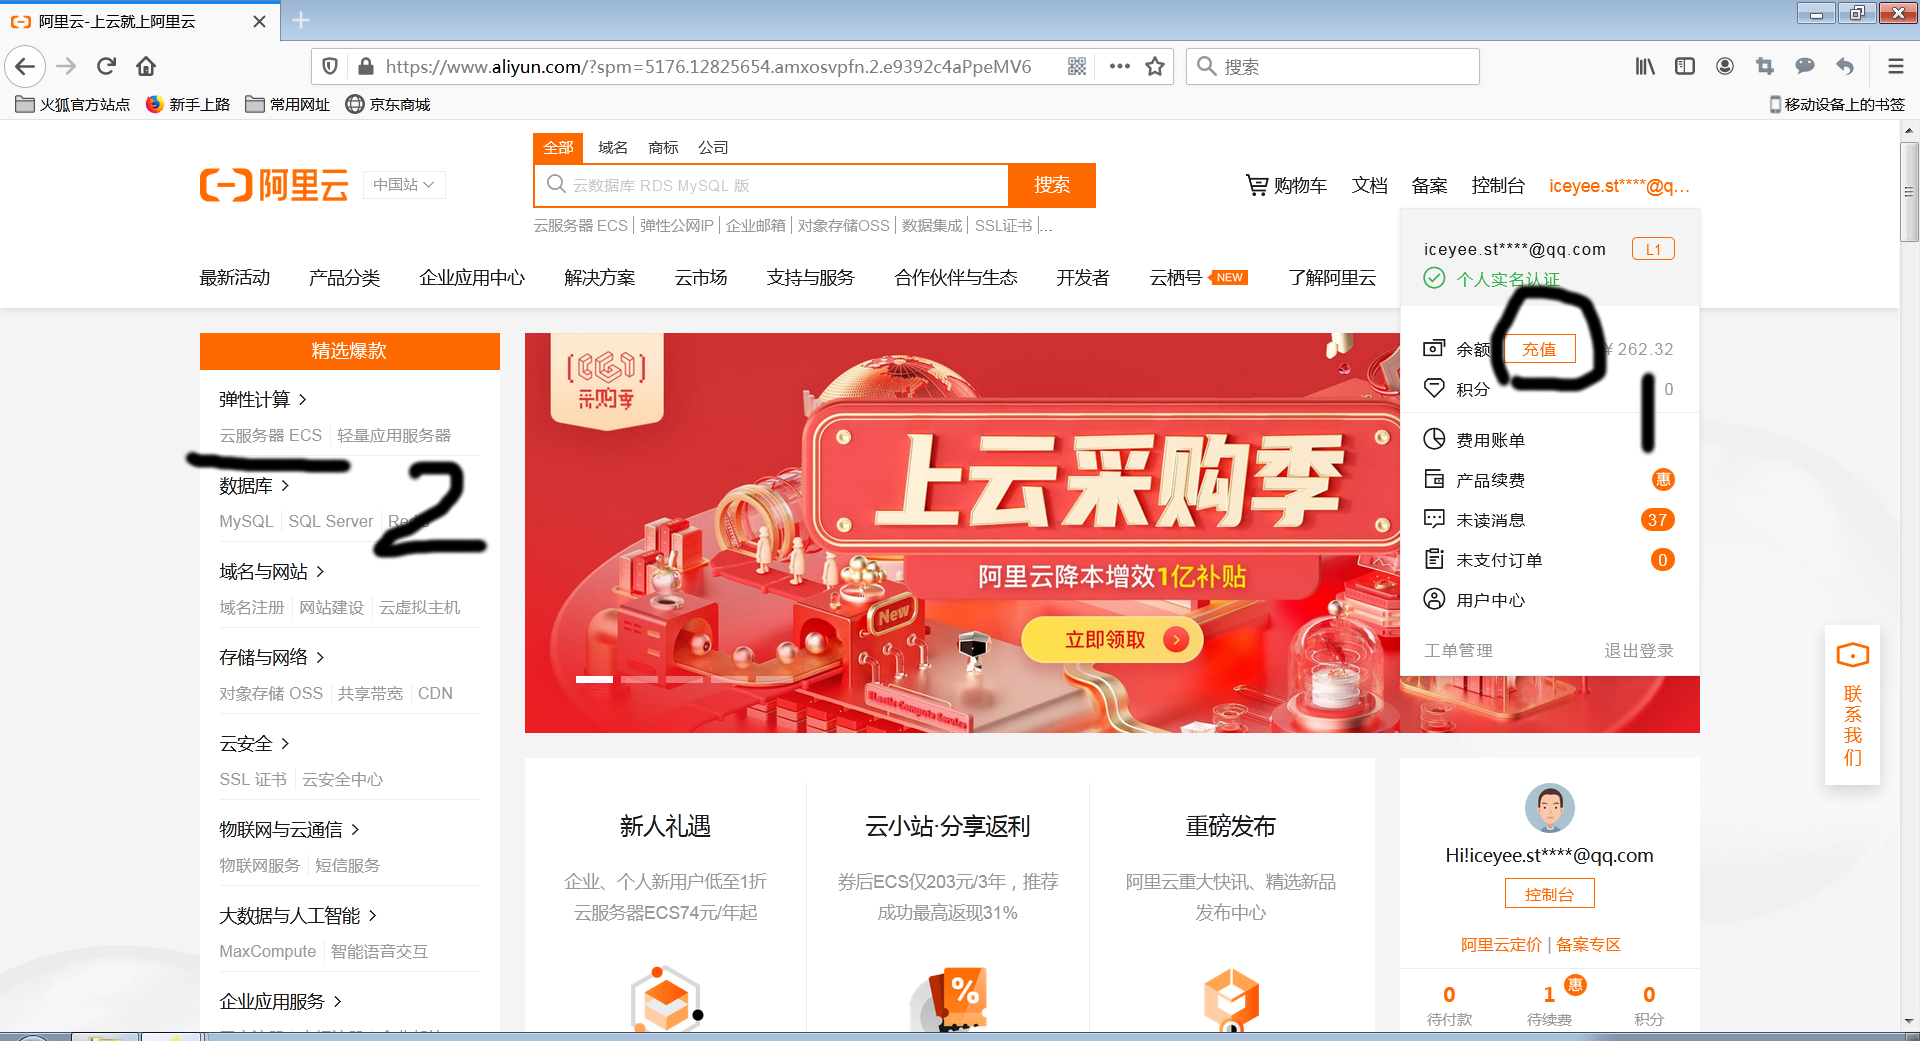 阿里云-上云就上阿里云
https://www.aliyun.com/?spm=5176.12825654.amxosvpfn.2.e9392c4aPpeMV6
搜索
火狐官方站点 新手上路 常用网址 京东商城
移动设备上的书签
全部 域名 商标 公司
阿里云 中国站
云数据库 RDS MySQL 版 搜索
购物车 文档 备案 控制台 iceyee.st****@q...
云服务器 ECS 弹性公网IP 企业邮箱 对象存储OSS 数据集成 SSL证书 ...
最新活动 产品分类 企业应用中心 解决方案 云市场 支持与服务 合作伙伴与生态 开发者 云栖号 NEW 了解阿里云
iceyee.st****@qq.com L1
个人实名认证
余额 充值 ¥ 262.32
积分 0
1
费用账单
产品续费 惠
未读消息 37
未支付订单 0
用户中心
工单管理 退出登录
精选爆款
弹性计算
云服务器 ECS 轻量应用服务器
2
数据库
MySQL SQL Server
域名与网站
域名注册 网站建设 云虚拟主机
存储与网络
对象存储 OSS 共享带宽 CDN
云安全
SSL 证书 云安全中心
物联网与云通信
物联网服务 短信服务
大数据与人工智能
MaxCompute 智能语音交互
企业应用服务
采购季
上云采购季
阿里云降本增效1亿补贴
立即领取
New
Elastic Compute Service
联系我们
新人礼遇
企业、个人新用户低至1折
云服务器ECS74元/年起
云小站·分享返利
券后ECS仅203元/3年，推荐
成功最高返现31%
%
重磅发布
阿里云重大快讯、精选新品
发布中心
Hi!iceyee.st****@qq.com
控制台
阿里云定价 | 备案专区
0 1 惠 0
待付款 待续费 积分